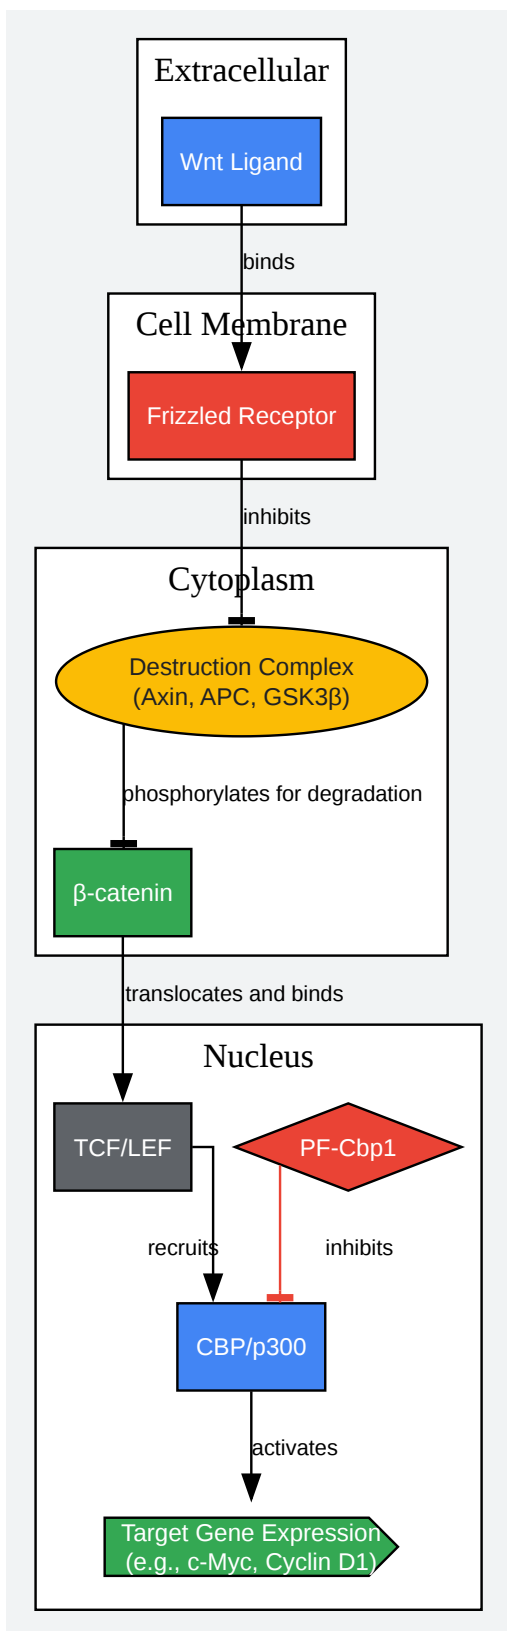 Extracellular
Wnt Ligand
binds
Cell Membrane
Frizzled Receptor
inhibits
Cytoplasm
Destruction Complex
(Axin, APC, GSK3β)
phosphorylates for degradation
β-catenin
translocates and binds
Nucleus
TCF/LEF
PF-Cbp1
recruits
inhibits
CBP/p300
activates
Target Gene Expression
(e.g., c-Myc, Cyclin D1)